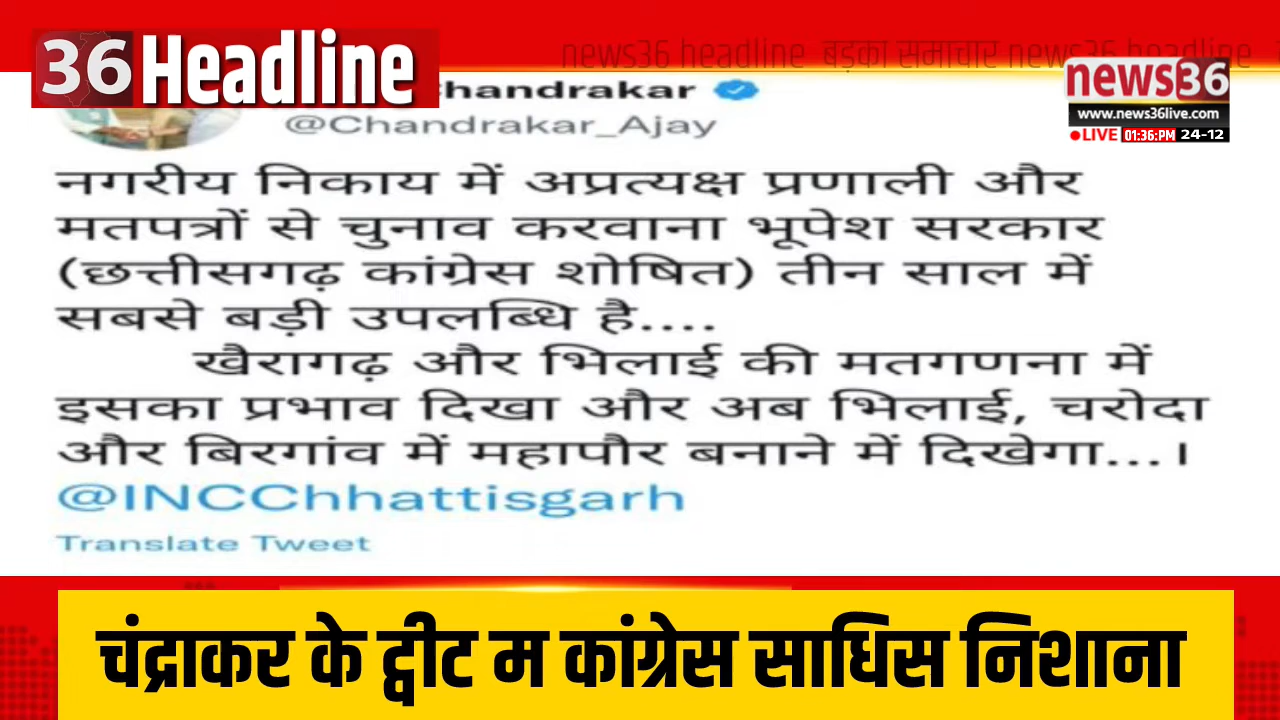 news36 headline बड़का समाचार news36 headline
36 Headline
news36
www.news36live.com
LIVE 01:36:PM 24-12
Chandrakar
@Chandrakar_Ajay
नगरीय निकाय में अप्रत्यक्ष प्रणाली और
मतपत्रों से चुनाव करवाना भूपेश सरकार
(छत्तीसगढ़ कांग्रेस शोषित) तीन साल में
सबसे बड़ी उपलब्धि है....
खैरागढ़ और भिलाई की मतगणना में
इसका प्रभाव दिखा और अब भिलाई, चरोदा
और बिरगांव में महापौर बनाने में दिखेगा...।
@INCChhattisgarh
Translate Tweet
चंद्राकर के ट्वीट म कांग्रेस साधिस निशाना